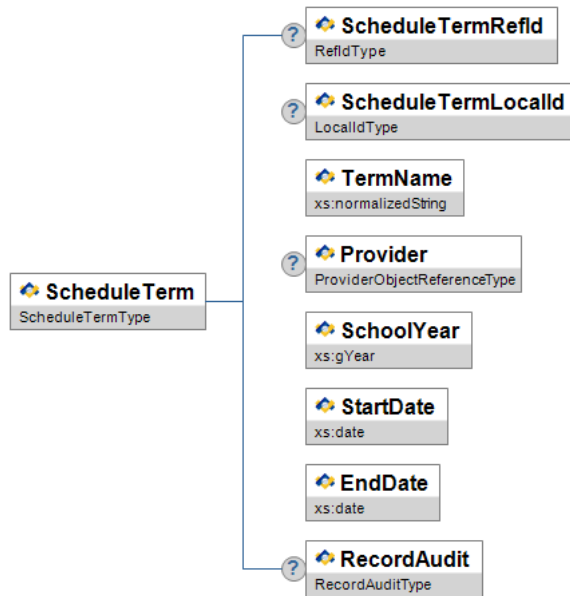 ?
ScheduleTermRefId
RefIdType
?
ScheduleTermLocalId
LocalIdType
TermName
xs:normalizedString
?
Provider
ProviderObjectReferenceType
ScheduleTerm
ScheduleTermType
SchoolYear
xs:gYear
StartDate
xs:date
EndDate
xs:date
?
RecordAudit
RecordAuditType